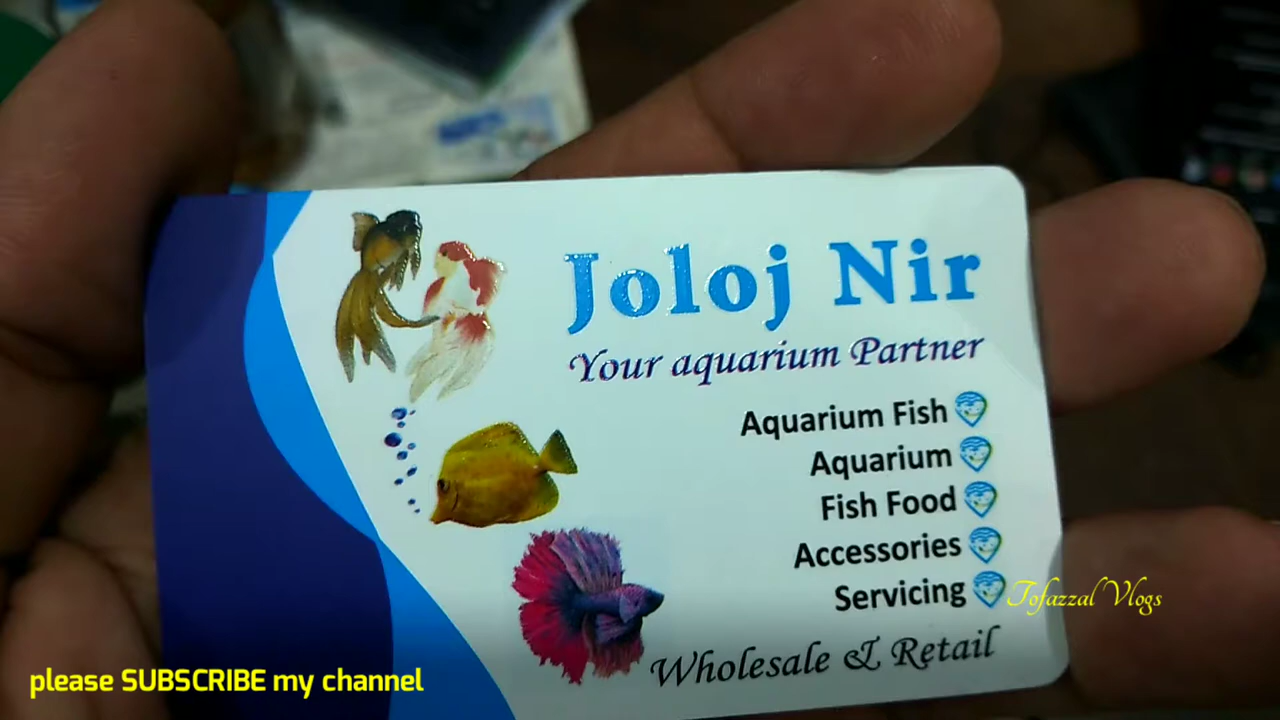 Joloj Nir
Your aquarium Partner
Aquarium Fish
Aquarium
Fish Food
Accessories
Servicing
Tofazzal Vlogs
Wholesale & Retail
please SUBSCRIBE my channel